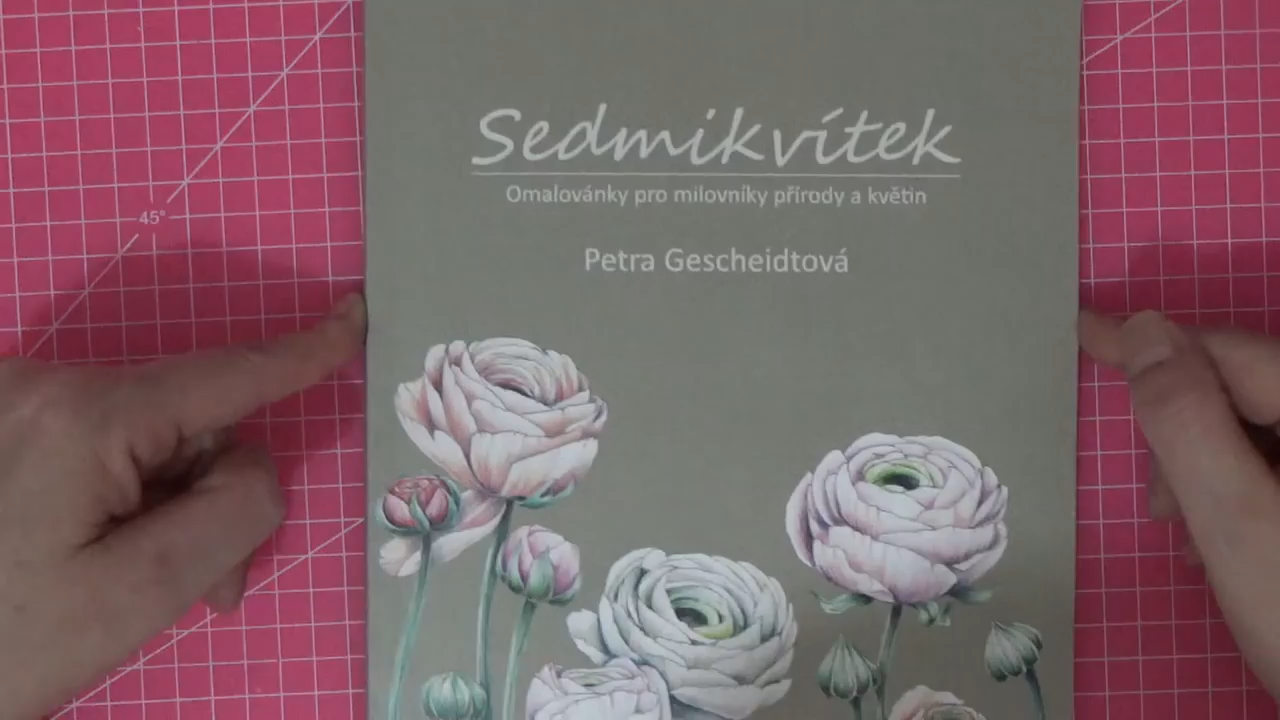 Sedmikvítek
Omalovánky pro milovníky přírody a květin
Petra Gescheidtová
45°